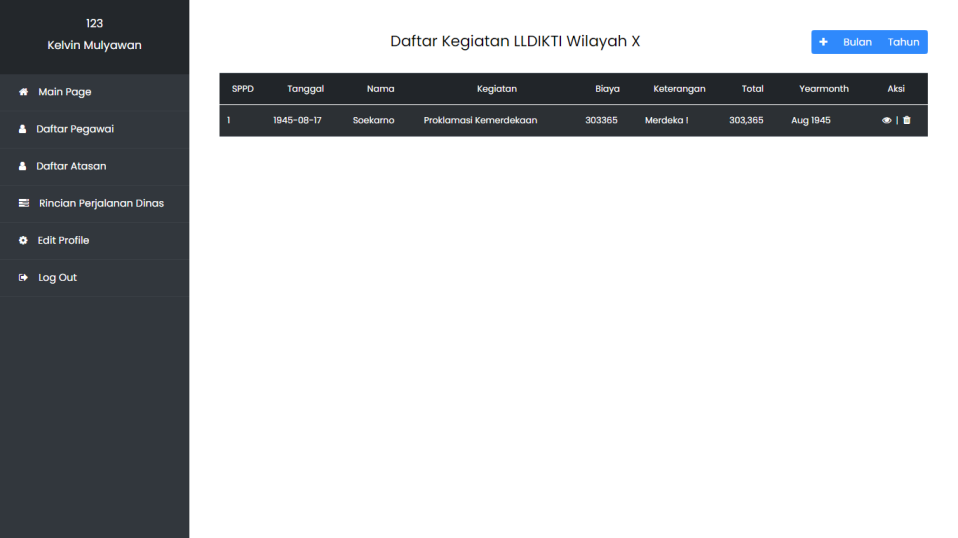 123
Kelvin Mulyawan
Main Page
Daftar Pegawai
Daftar Atasan
Rincian Perjalanan Dinas
Edit Profile
Log Out
Daftar Kegiatan LLDIKTI Wilayah X
+ Bulan Tahun
SPPD Tanggal Nama Kegiatan Biaya Keterangan Total Yearmonth Aksi
1 1945-08-17 Soekarno Proklamasi Kemerdekaan 303365 Merdeka ! 303,365 Aug 1945 |